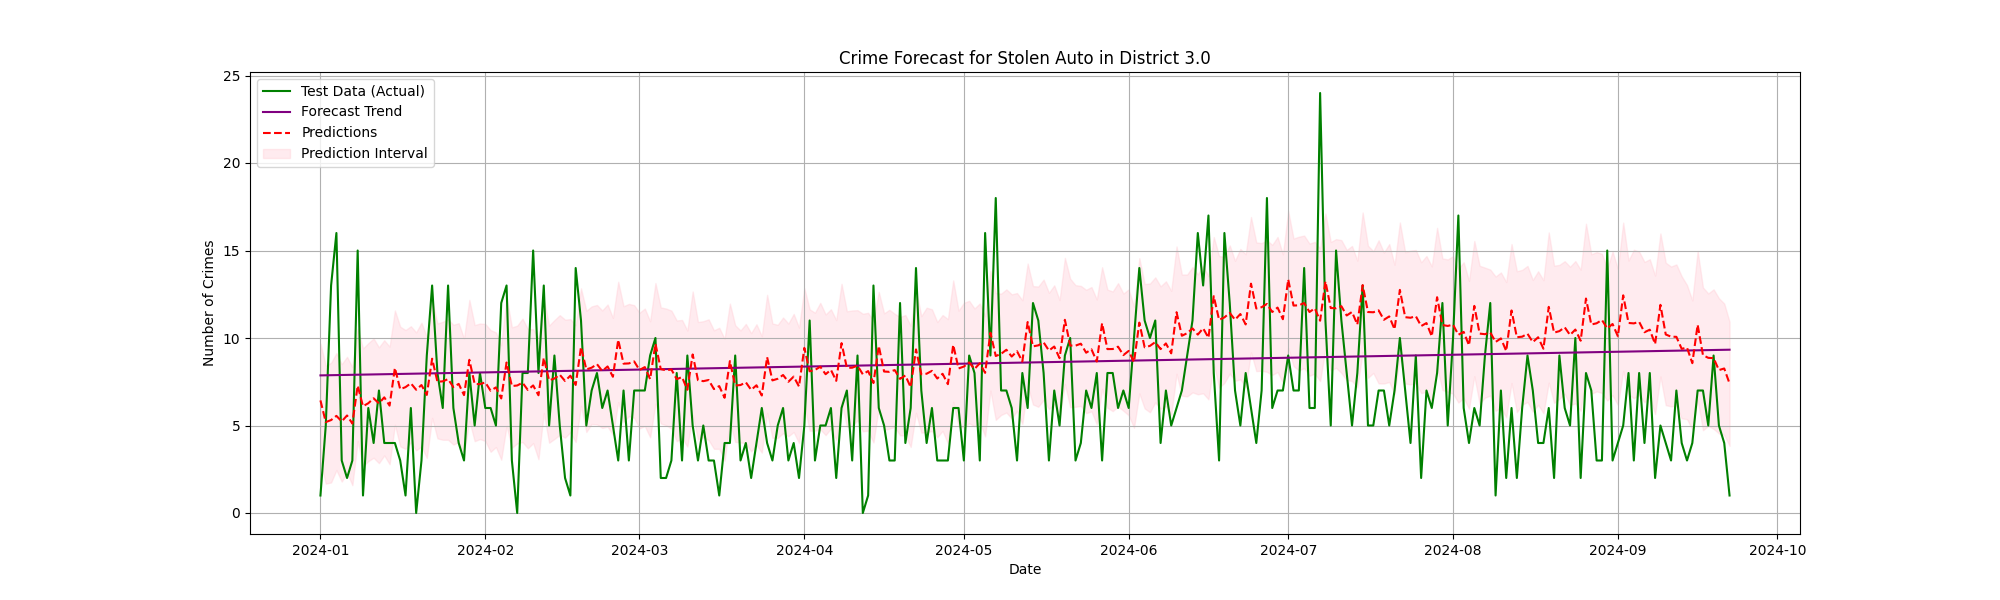 Crime Forecast for Stolen Auto in District 3.0
Test Data (Actual)
Forecast Trend
Predictions
Prediction Interval
Number of Crimes
25
20
15
10
5
0
2024-01
2024-02
2024-03
2024-04
2024-05
2024-06
2024-07
2024-08
2024-09
2024-10
Date